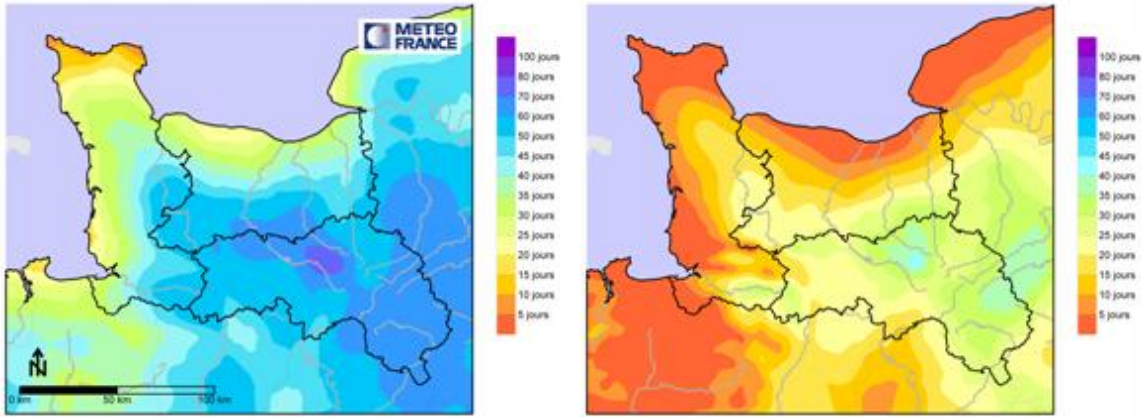 METEO
FRANCE
100 jours
80 jours
70 jours
60 jours
50 jours
45 jours
40 jours
35 jours
30 jours
25 jours
20 jours
15 jours
10 jours
5 jours
N
0 km
50 km
100 km
100 jours
80 jours
70 jours
60 jours
50 jours
45 jours
40 jours
35 jours
30 jours
25 jours
20 jours
15 jours
10 jours
5 jours